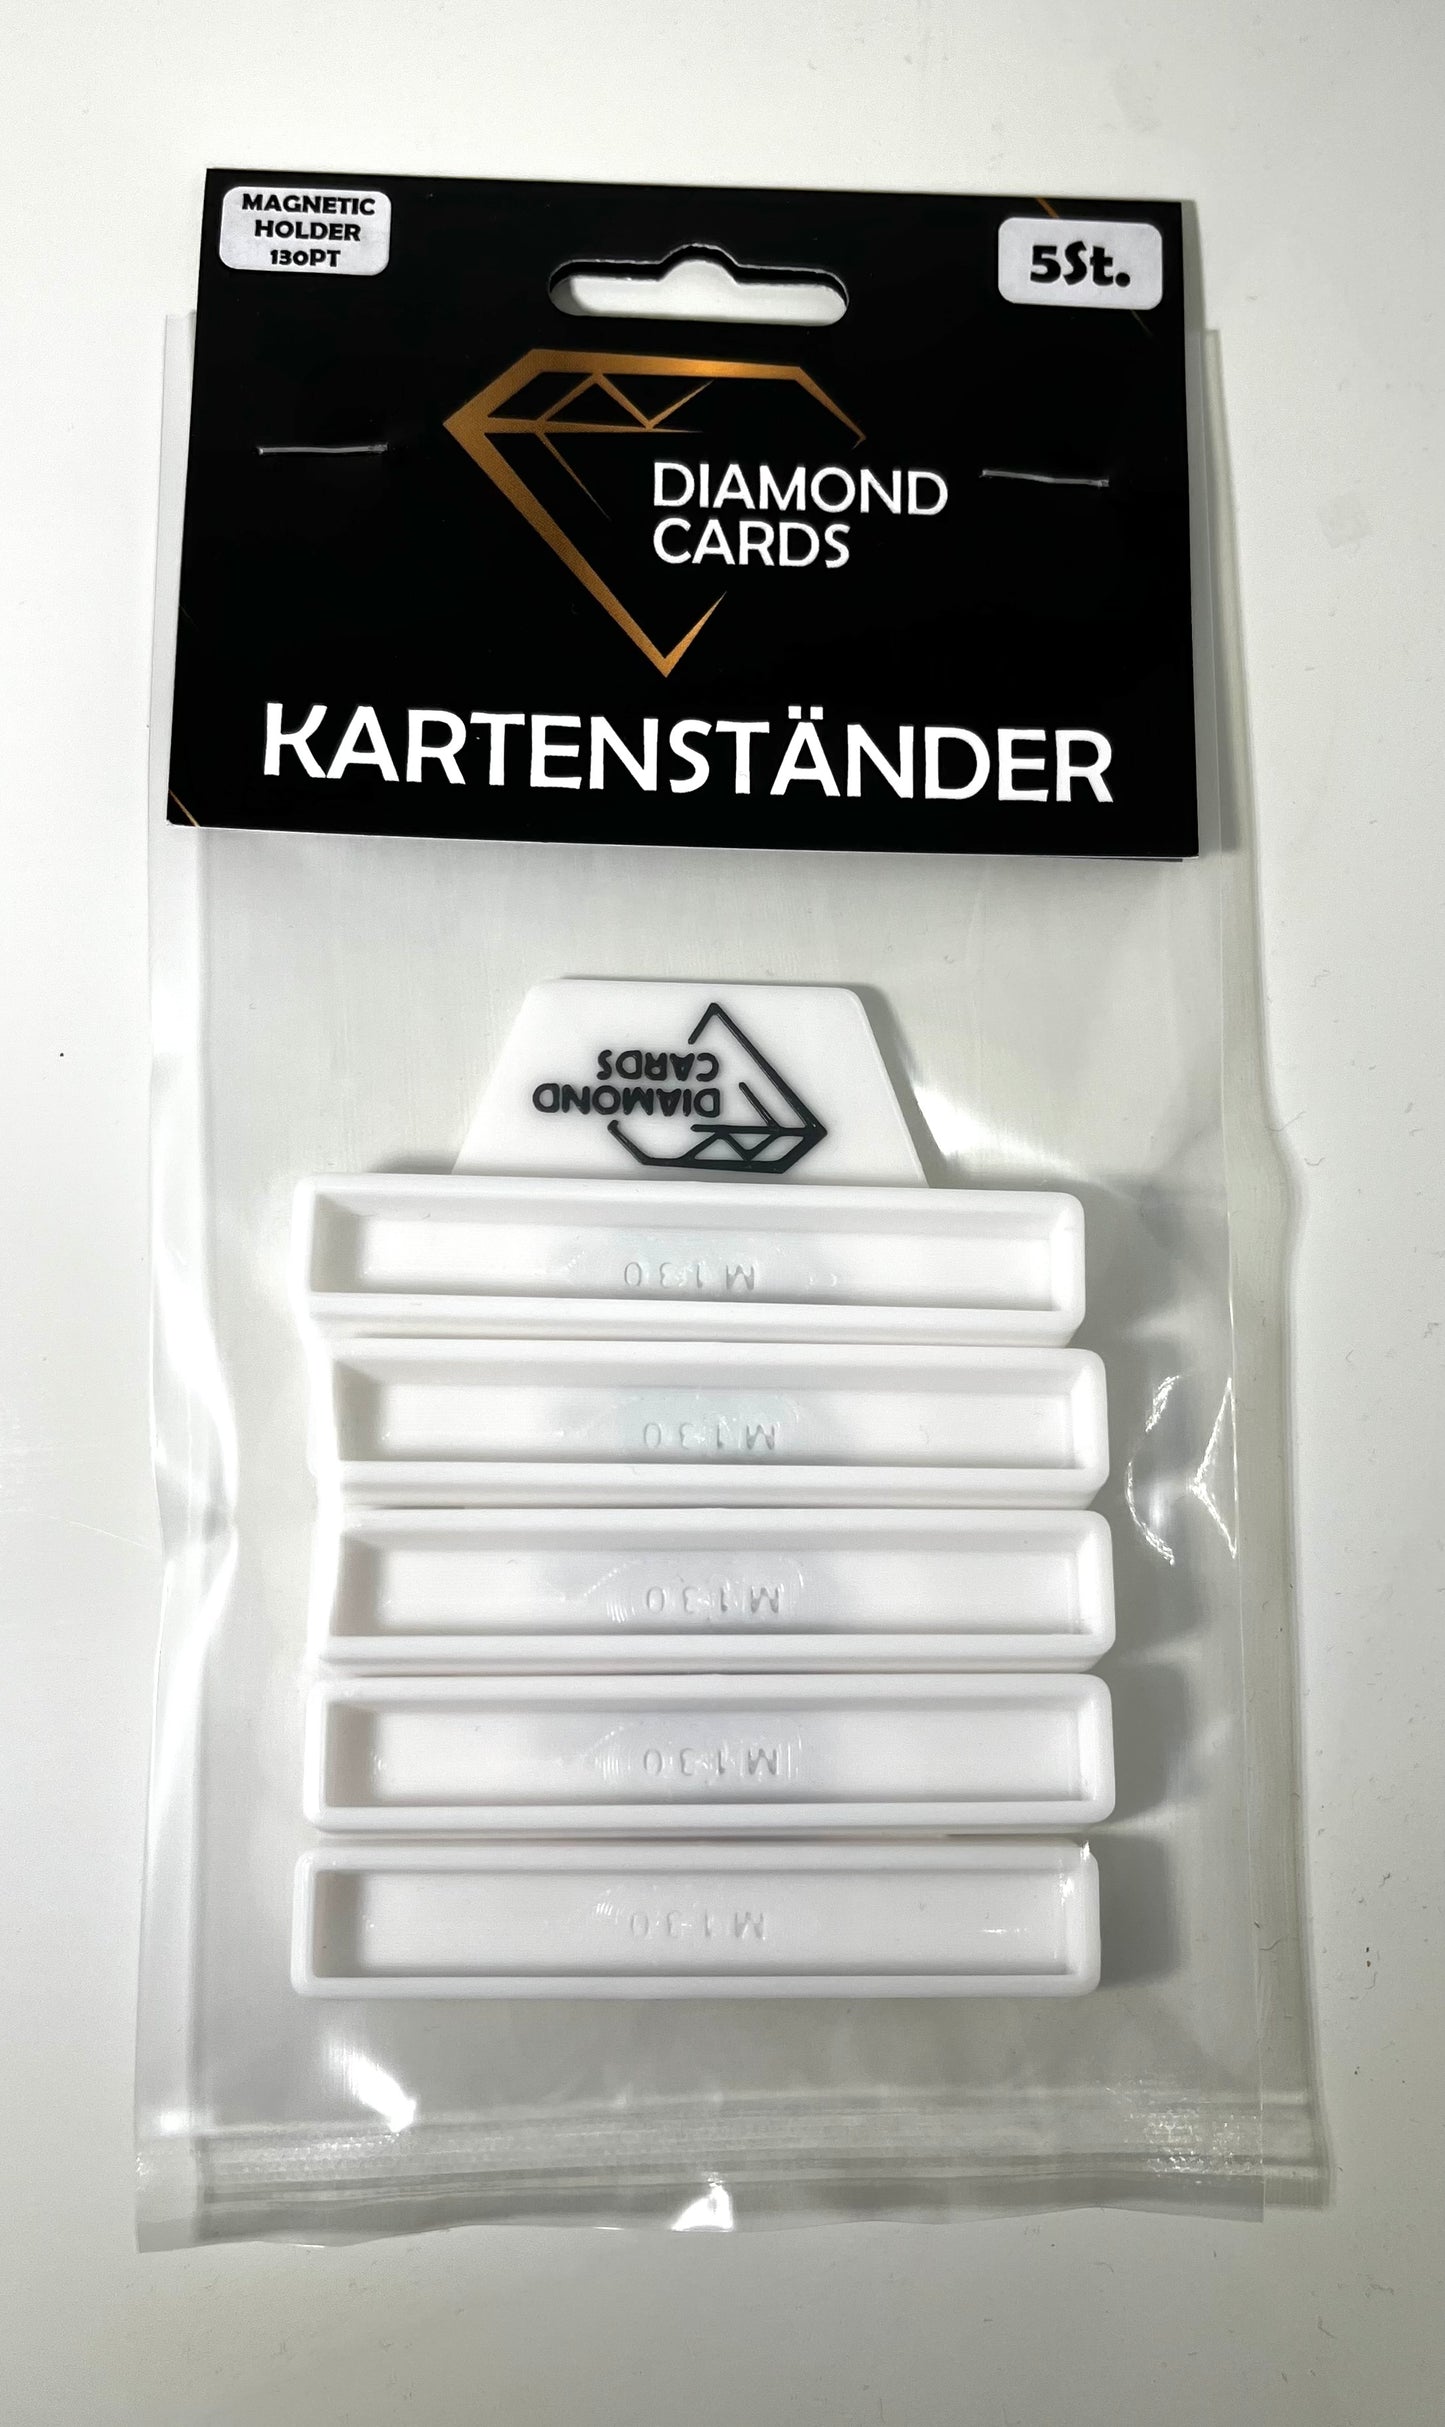 MAGNETIC
HOLDER
130PT
5St.
DIAMOND
CARDS
KARTENSTÄNDER
DIAMOND
CARDS
M130
M130
M130
M130
M130